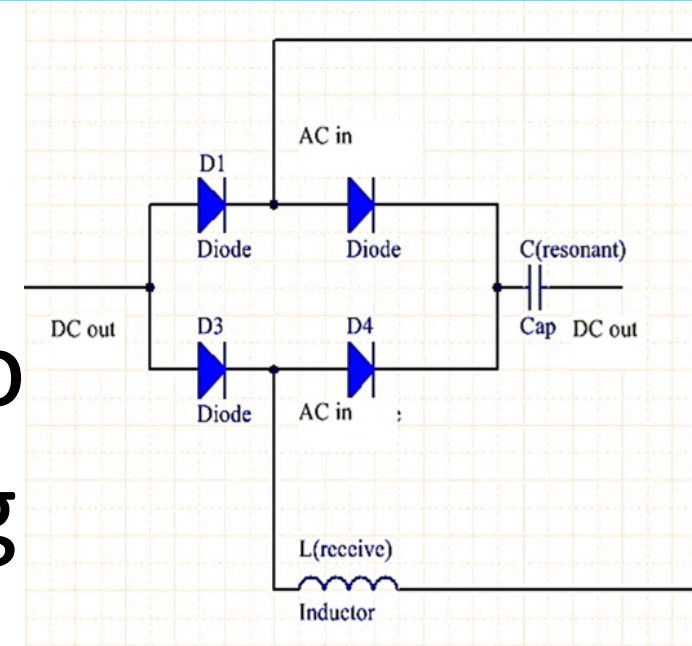 AC in
D1
Diode
Diode
C(resonant)
DC out
D3
D4
Cap
DC out
Diode
AC in
L(receive)
Inductor